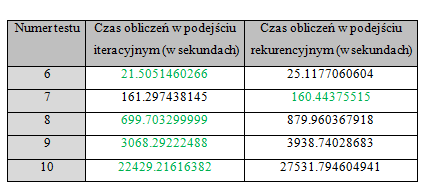 Numer testu Czas obliczeń w podejściu Czas obliczeń w podejściu
iteracyjnym (w sekundach) rekurencyjnym (w sekundach)
6 21.5051460266 25.1177060604
7 161.297438145 160.44375515
8 699.703299999 879.960367918
9 3068.29222488 3938.74028683
10 22429.21616382 27531.794604941